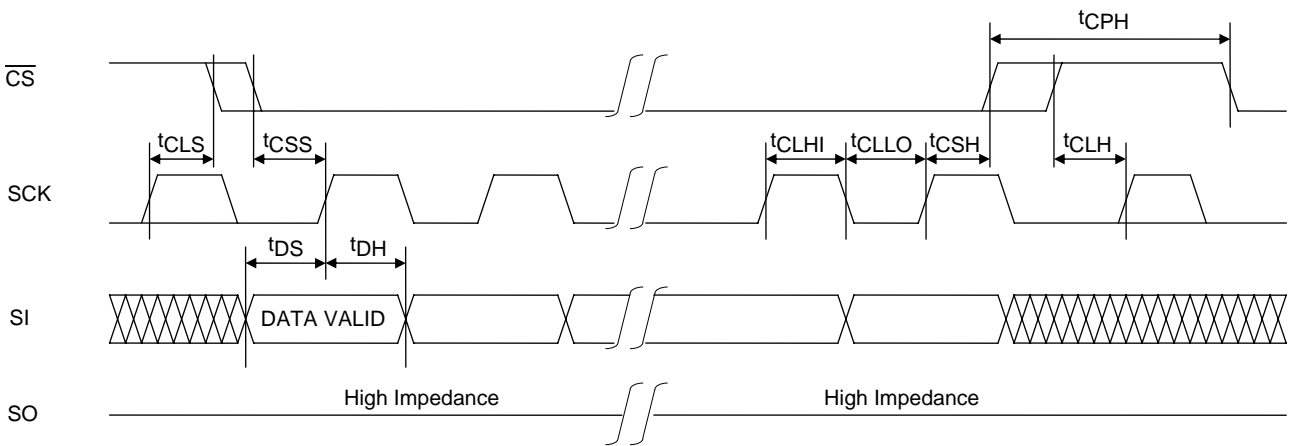 tCPH
CS
tCLS
tCSS
tCLHI
tCLLO
tCSH
tCLH
SCK
tDS
tDH
SI
DATA VALID
High Impedance
High Impedance
SO